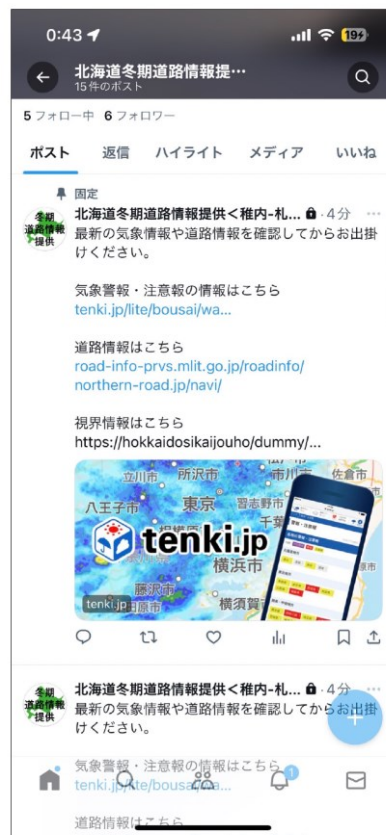 0:43
19
北海道冬期道路情報提…
15件のポスト
5 フォロー中 6 フォロワー
ポスト 返信 ハイライト メディア いいね
固定
冬期
道路情報
提供
北海道冬期道路情報提供<稚内-札... ·4分 …
最新の気象情報や道路情報を確認してからお出掛
けください。
気象警報・注意報の情報はこちら
tenki.jp/lite/bousai/wa...
道路情報はこちら
road-info-prvs.mlit.go.jp/roadinfo/
northern-road.jp/navi/
視界情報はこちら
https://hokkaidosikaijouho/dummy/...
立川市 所沢市 市川市 佐倉市
八王子市 東京 習志野市
千葉
tenki.jp
横浜市
藤沢市
横須賀
tenki.jp
冬期
道路情報
提供
北海道冬期道路情報提供<稚内-札... ·4分
最新の気象情報や道路情報を確認してからお出掛
けください。
気象警報・注意報の情報はこちら
1
tenki.jp/lite/bousai/wa...
道路情報はこちら